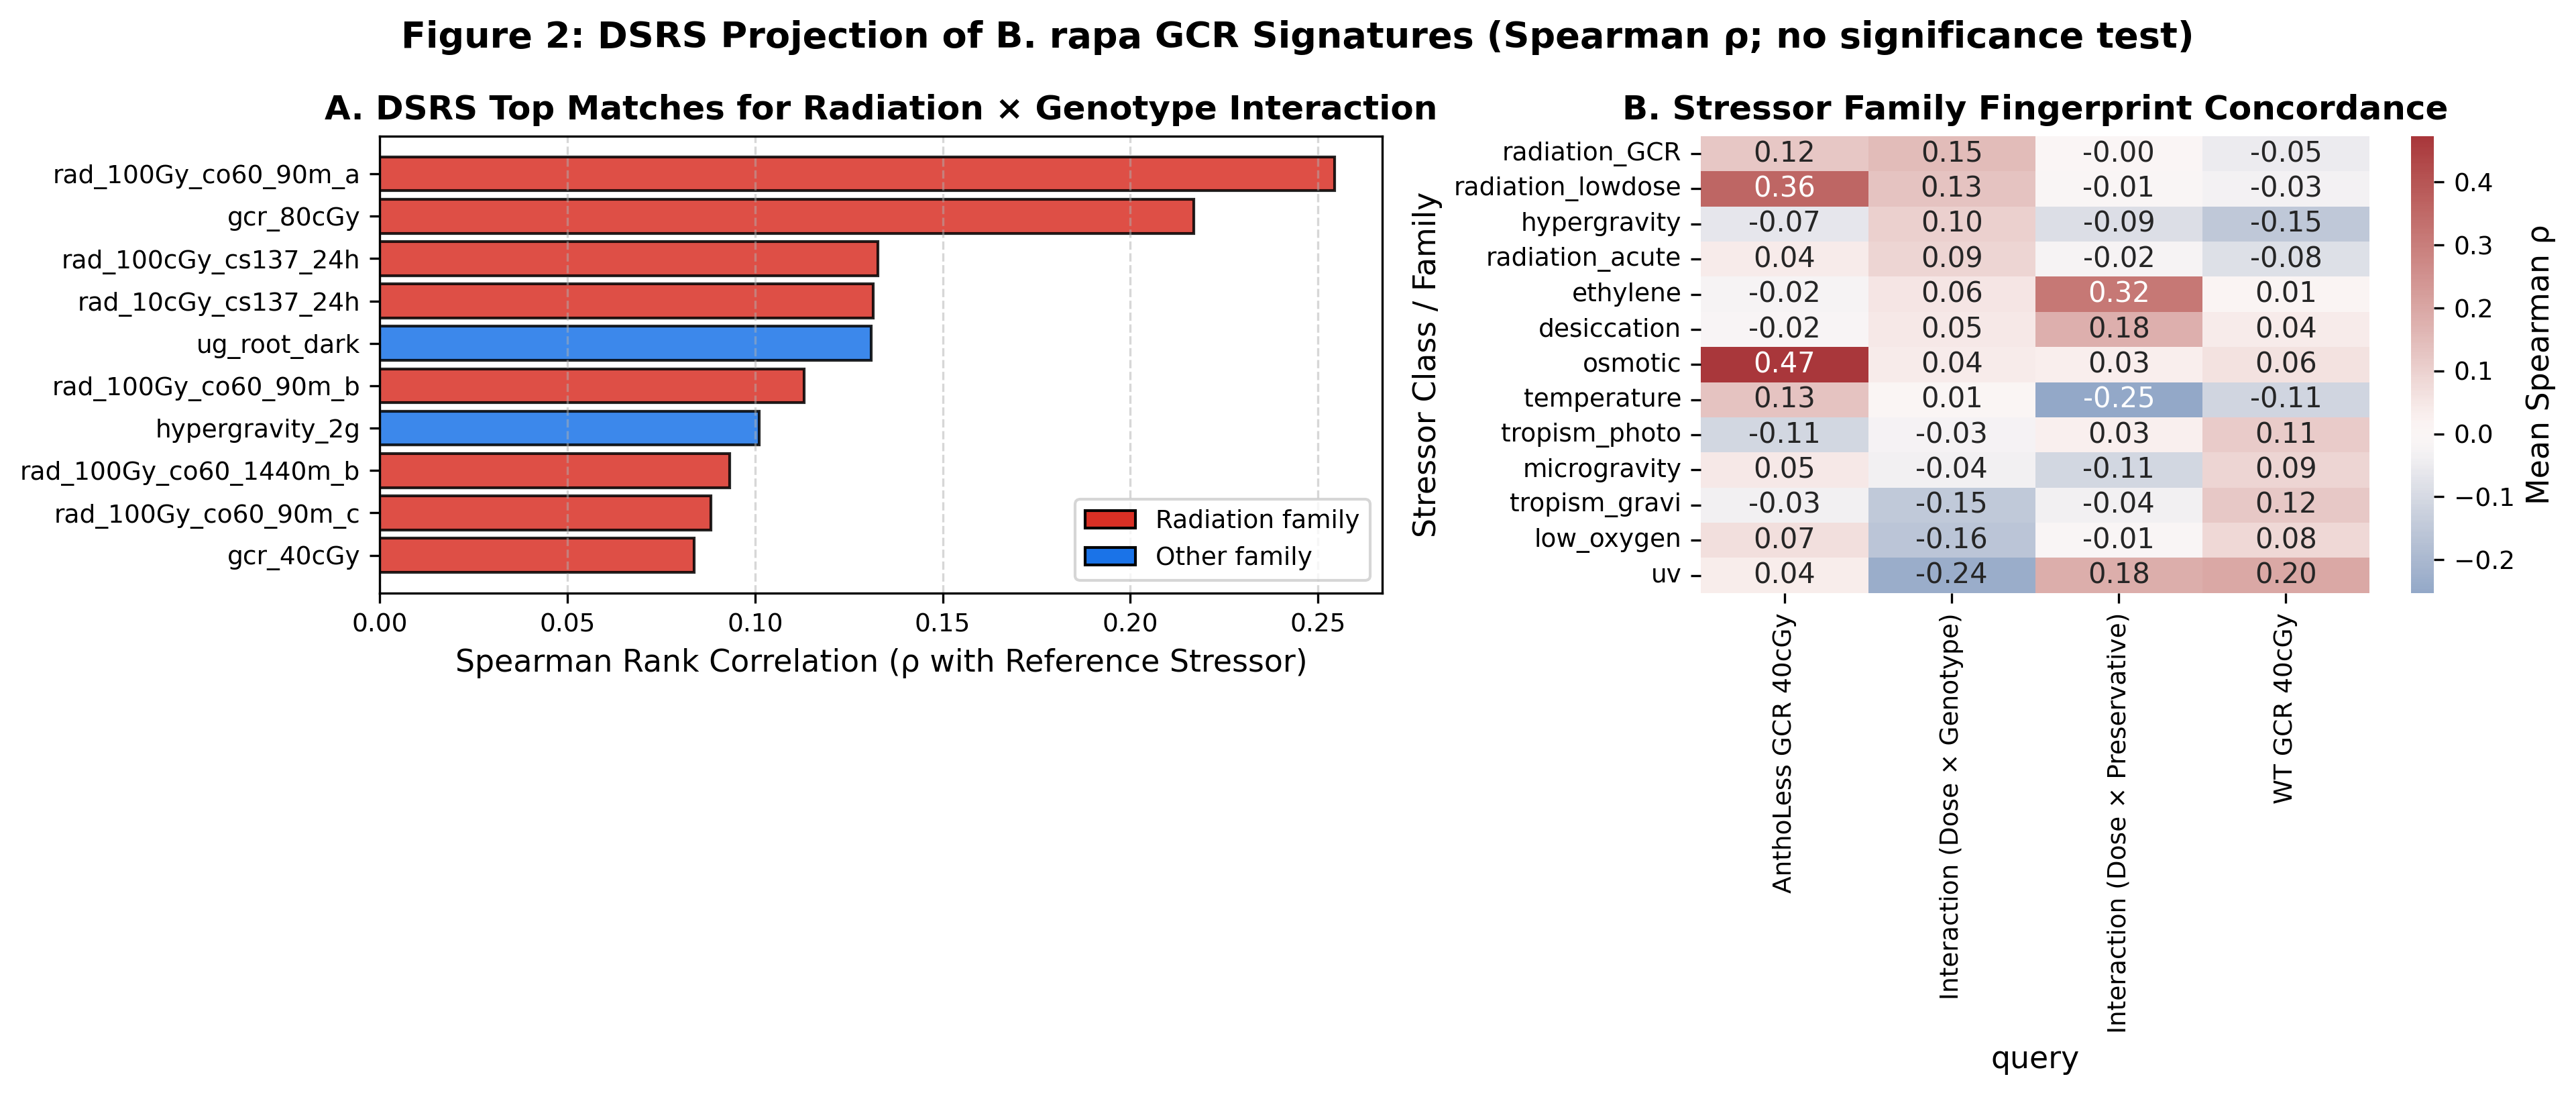 Figure 2: DSRS Projection of B. rapa GCR Signatures (Spearman ρ; no significance test)
A. DSRS Top Matches for Radiation × Genotype Interaction
rad_100Gy_co60_90m_a
gcr_80cGy
rad_100cGy_cs137_24h
rad_10cGy_cs137_24h
ug_root_dark
rad_100Gy_co60_90m_b
hypergravity_2g
rad_100Gy_co60_1440m_b
rad_100Gy_co60_90m_c
gcr_40cGy
Radiation family
Other family
0.00 0.05 0.10 0.15 0.20 0.25
Spearman Rank Correlation (ρ with Reference Stressor)
B. Stressor Family Fingerprint Concordance
Stressor Class / Family
radiation_GCR 0.12 0.15 -0.00 -0.05
radiation_lowdose 0.36 0.13 -0.01 -0.03
hypergravity -0.07 0.10 -0.09 -0.15
radiation_acute 0.04 0.09 -0.02 -0.08
ethylene -0.02 0.06 0.32 0.01
desiccation -0.02 0.05 0.18 0.04
osmotic 0.47 0.04 0.03 0.06
temperature 0.13 0.01 -0.25 -0.11
tropism_photo -0.11 -0.03 0.03 0.11
microgravity 0.05 -0.04 -0.11 0.09
tropism_gravi -0.03 -0.15 -0.04 0.12
low_oxygen 0.07 -0.16 -0.01 0.08
uv 0.04 -0.24 0.18 0.20
AnthoLess GCR 40cGy
Interaction (Dose × Genotype)
Interaction (Dose × Preservative)
WT GCR 40cGy
query
0.4
0.3
0.2
0.1
0.0
−0.1
−0.2
Mean Spearman ρ